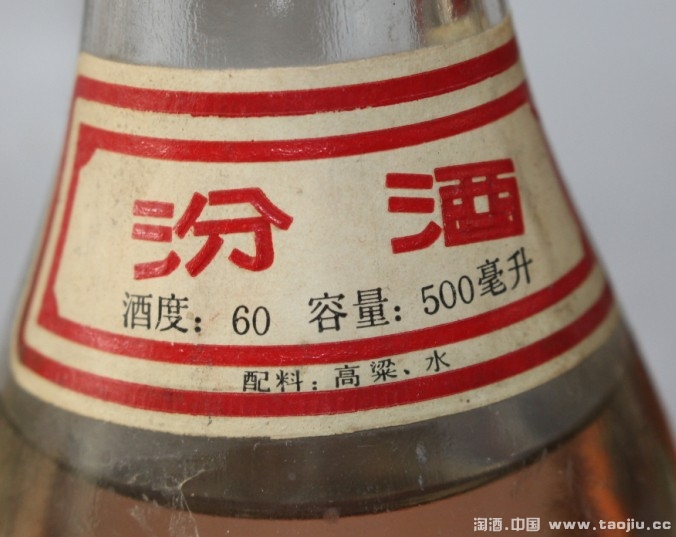 汾酒
酒度：60 容量：500毫升
配料：高粱、水
淘酒.中国 www.taojiu.cc